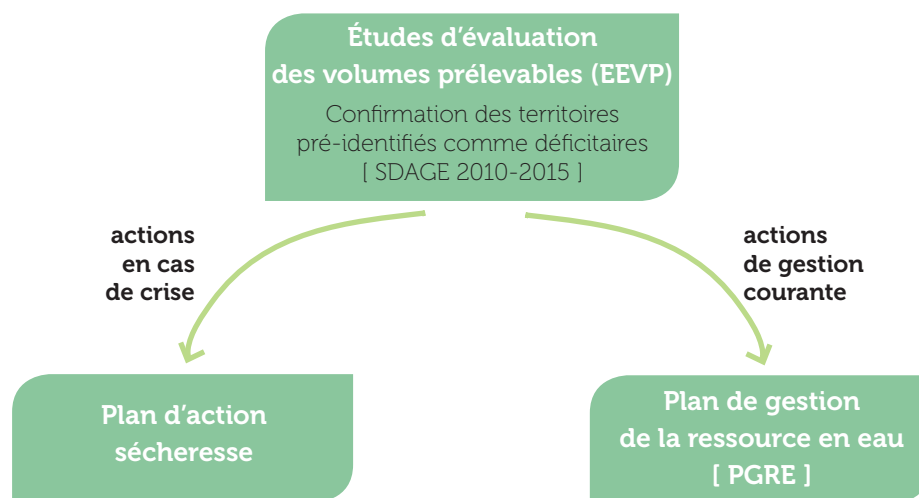 Études d’évaluation
des volumes prélevables (EEVP)
Confirmation des territoires
pré-identifiés comme déficitaires
[ SDAGE 2010-2015 ]
actions
en cas
de crise
actions
de gestion
courante
Plan d’action
sécheresse
Plan de gestion
de la ressource en eau
[ PGRE ]